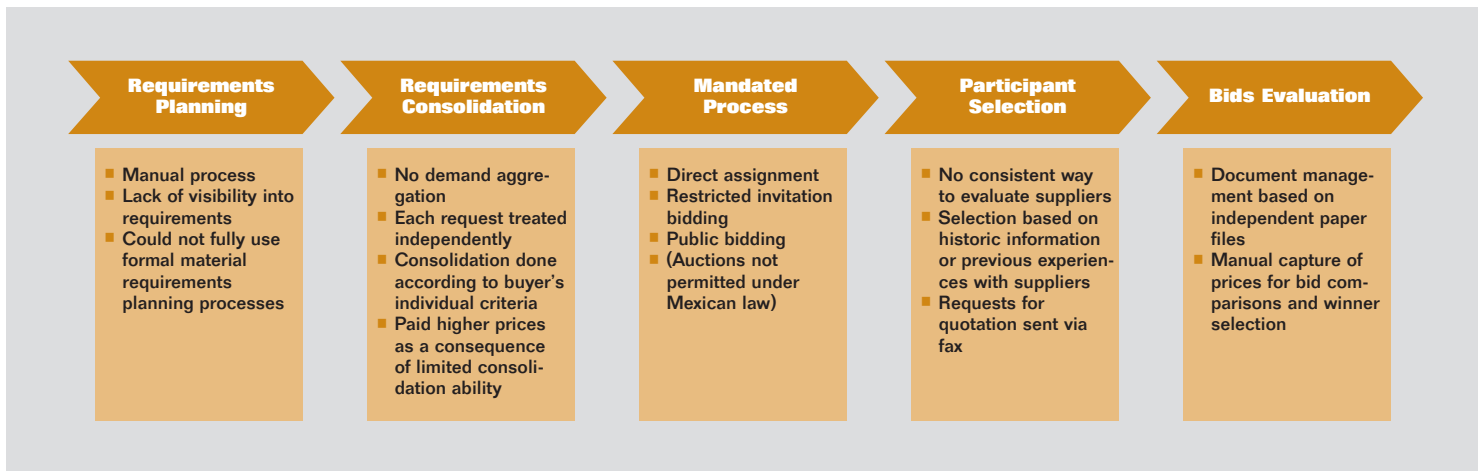 Requirements
Planning
■ Manual process
■ Lack of visibility into
requirements
■ Could not fully use
formal material
requirements
planning processes
Requirements
Consolidation
■ No demand aggre-
gation
■ Each request treated
independently
■ Consolidation done
according to buyer's
individual criteria
■ Paid higher prices
as a consequence
of limited consoli-
dation ability
Mandated
Process
■ Direct assignment
■ Restricted invitation
bidding
■ Public bidding
■ (Auctions not
permitted under
Mexican law)
Participant
Selection
■ No consistent way
to evaluate suppliers
■ Selection based on
historic information
or previous experien-
ces with suppliers
■ Requests for
quotation sent via
fax
Bids Evaluation
■ Document manage-
ment based on
independent paper
files
■ Manual capture of
prices for bid com-
parisons and winner
selection